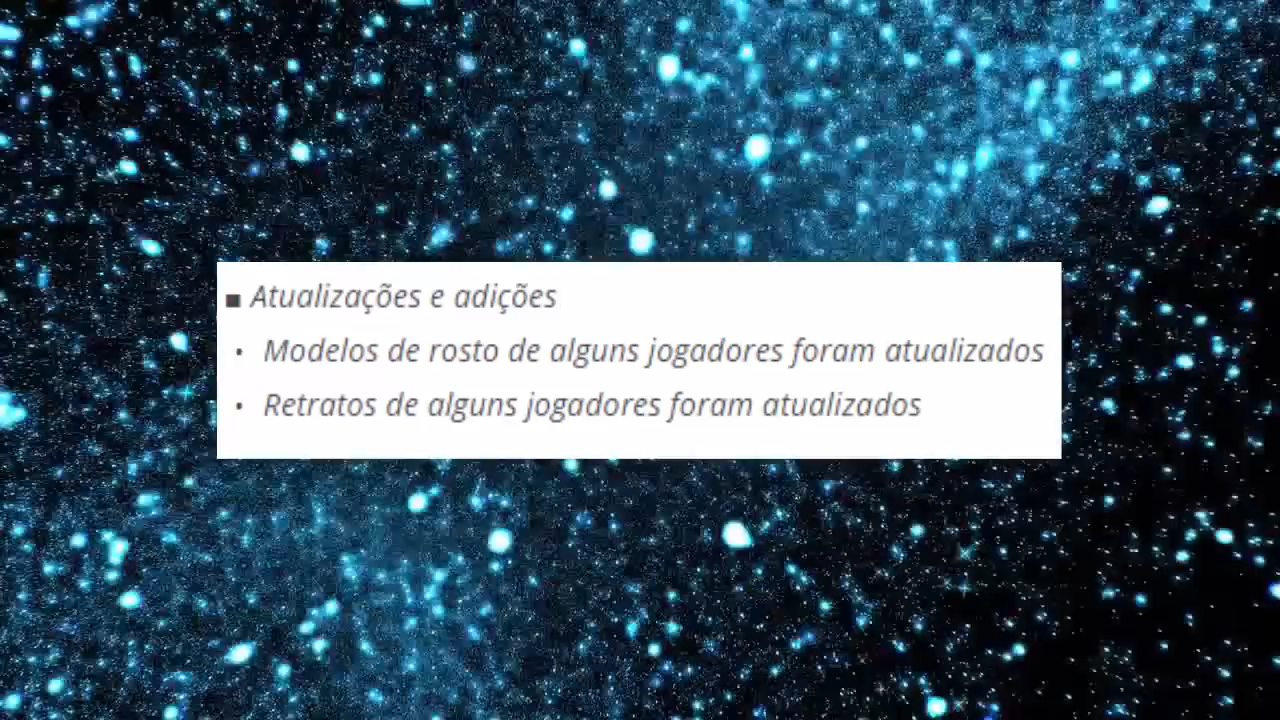 ▪ Atualizações e adições
• Modelos de rosto de alguns jogadores foram atualizados
• Retratos de alguns jogadores foram atualizados